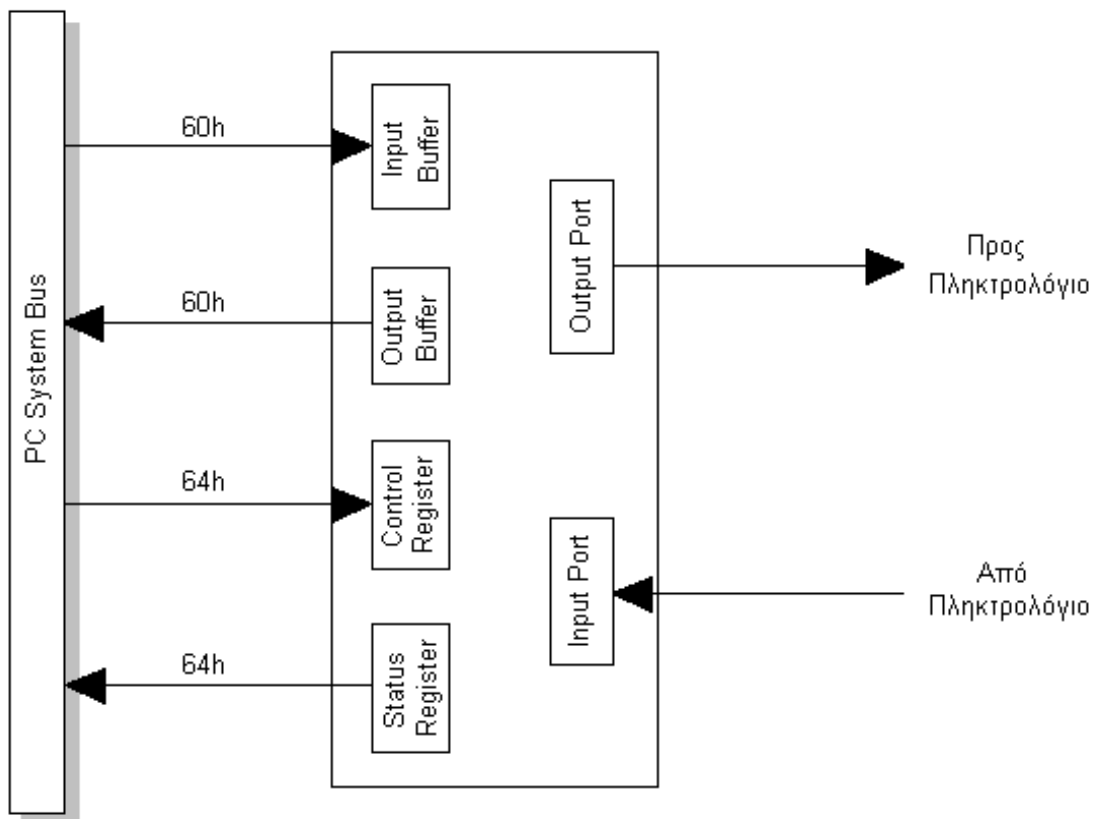 PC System Bus
60h
60h
64h
64h
Input
Buffer
Output
Buffer
Control
Register
Status
Register
Output Port
Input Port
Προς
Πληκτρολόγιο
Από
Πληκτρολόγιο